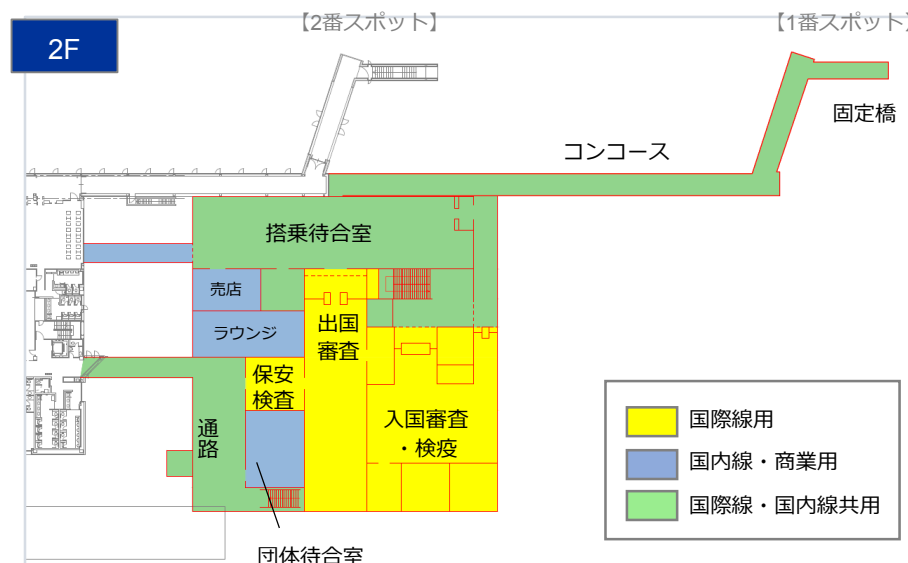 【2番スポット】
【1番スポット】
2F
固定橋
コンコース
搭乗待合室
売店
ラウンジ
出国
審査
保安
検査
通路
入国審査
・検疫
団体待合室
国際線用
国内線・商業用
国際線・国内線共用